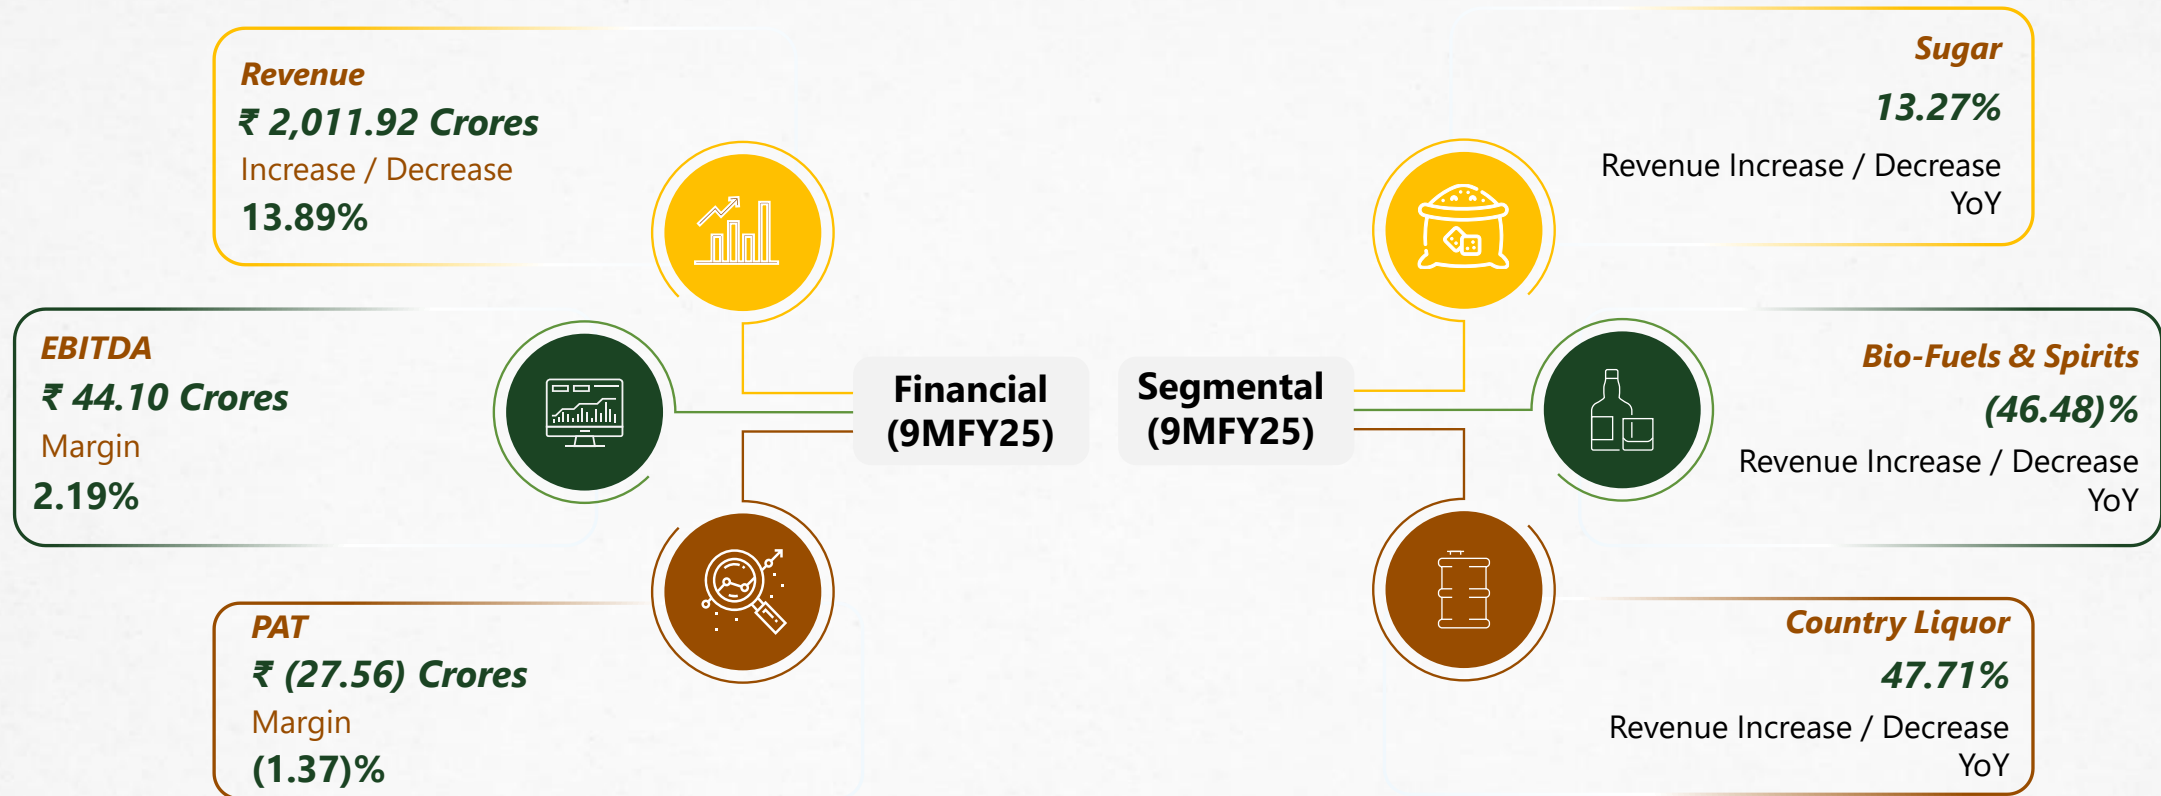 Revenue
₹ 2,011.92 Crores
Increase / Decrease
13.89%
EBITDA
₹ 44.10 Crores
Margin
2.19%
PAT
₹ (27.56) Crores
Margin
(1.37)%
Financial
(9MFY25)
Segmental
(9MFY25)
Sugar
13.27%
Revenue Increase / Decrease
YoY
Bio-Fuels & Spirits
(46.48)%
Revenue Increase / Decrease
YoY
Country Liquor
47.71%
Revenue Increase / Decrease
YoY